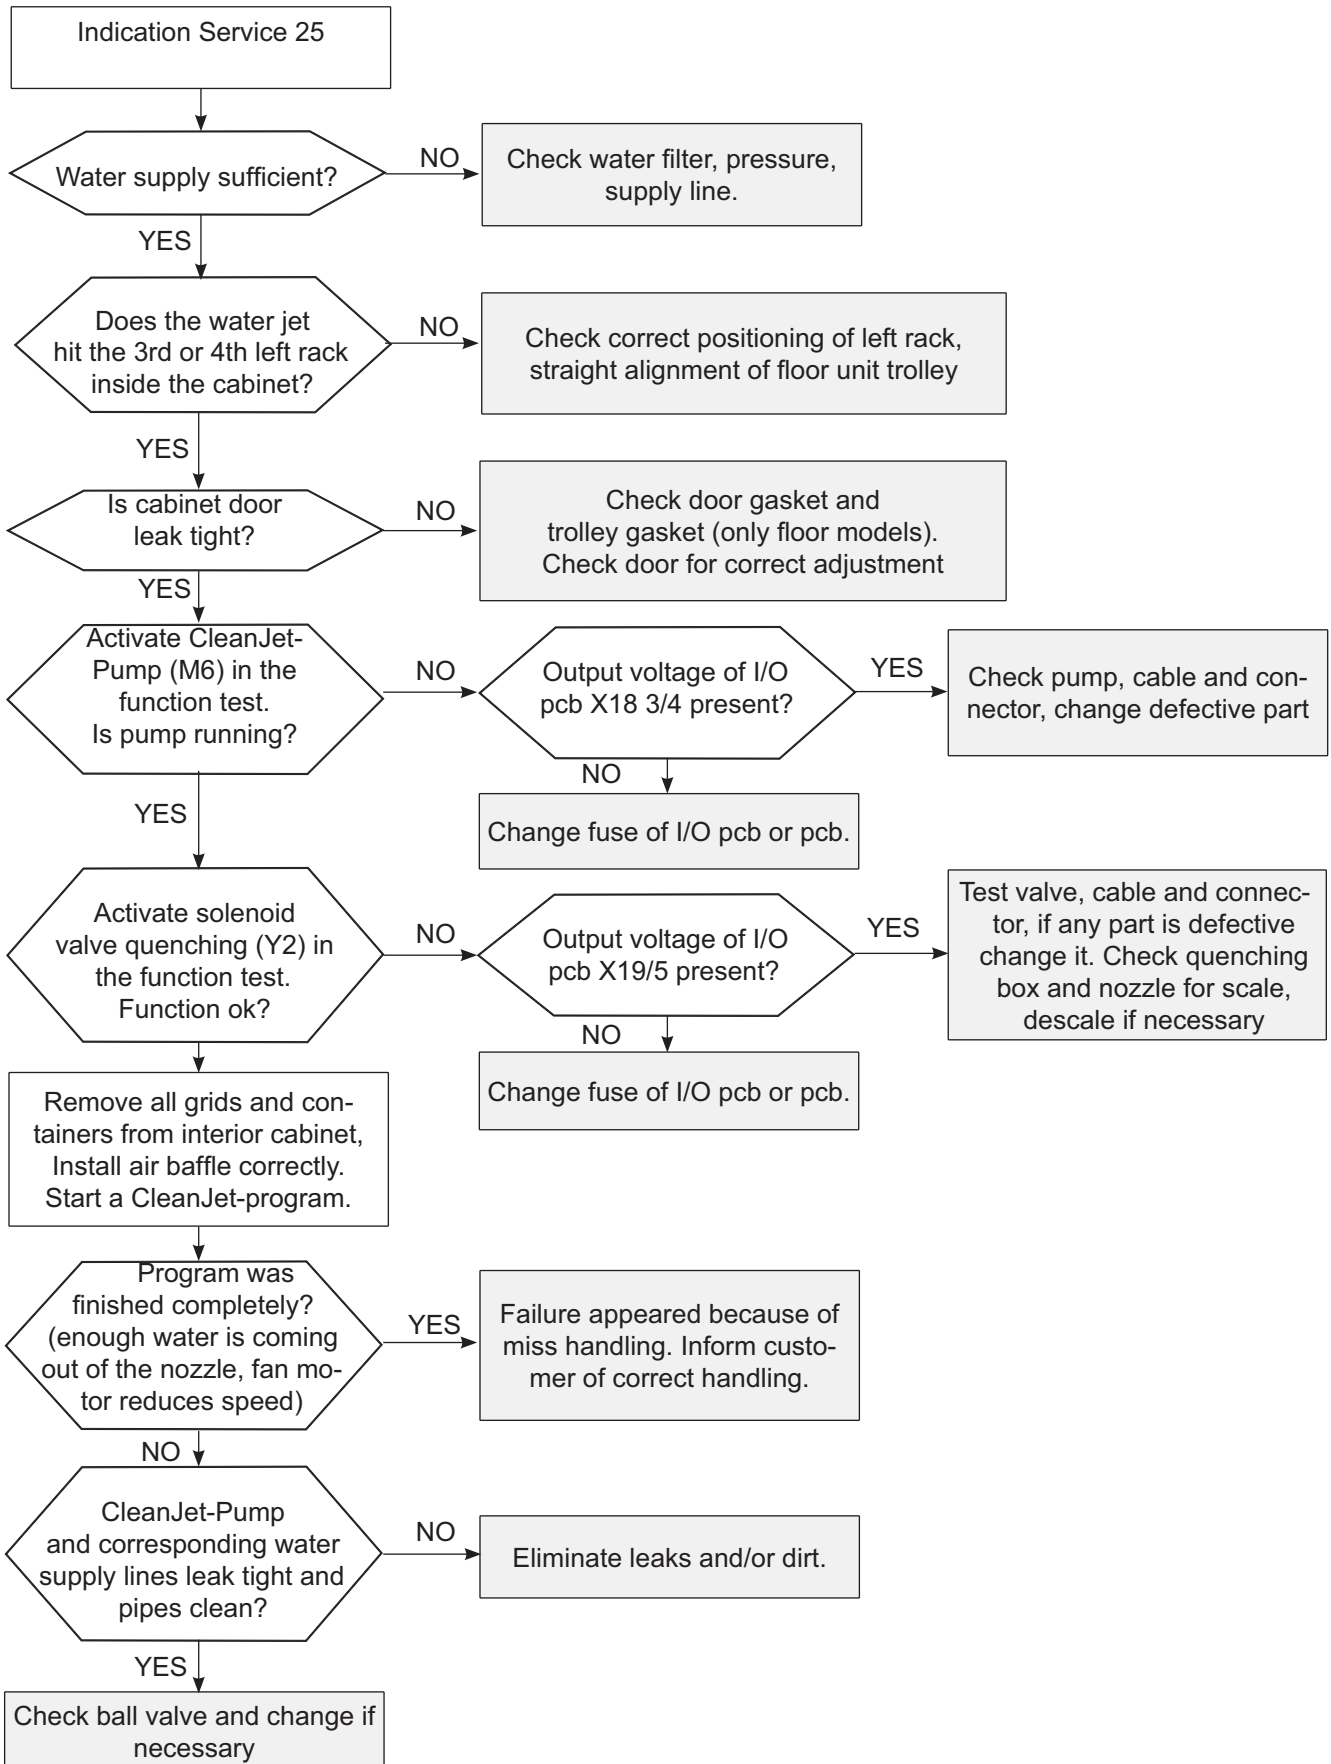 Indication Service 25
Water supply sufficient?
NO
Check water filter, pressure,
supply line.
YES
Does the water jet
hit the 3rd or 4th left rack
inside the cabinet?
NO
Check correct positioning of left rack,
straight alignment of floor unit trolley
YES
Is cabinet door
leak tight?
NO
Check door gasket and
trolley gasket (only floor models).
Check door for correct adjustment
YES
Activate CleanJet-
Pump (M6) in the
function test.
Is pump running?
NO
Output voltage of I/O
pcb X18 3/4 present?
YES
Check pump, cable and con-
nector, change defective part
NO
Change fuse of I/O pcb or pcb.
YES
Activate solenoid
valve quenching (Y2) in
the function test.
Function ok?
NO
Output voltage of I/O
pcb X19/5 present?
YES
Test valve, cable and connec-
tor, if any part is defective
change it. Check quenching
box and nozzle for scale,
descale if necessary
NO
Change fuse of I/O pcb or pcb.
Remove all grids and con-
tainers from interior cabinet,
Install air baffle correctly.
Start a CleanJet-program.
Program was
finished completely?
(enough water is coming
out of the nozzle, fan mo-
tor reduces speed)
YES
Failure appeared because of
miss handling. Inform custo-
mer of correct handling.
NO
CleanJet-Pump
and corresponding water
supply lines leak tight and
pipes clean?
NO
Eliminate leaks and/or dirt.
YES
Check ball valve and change if
necessary